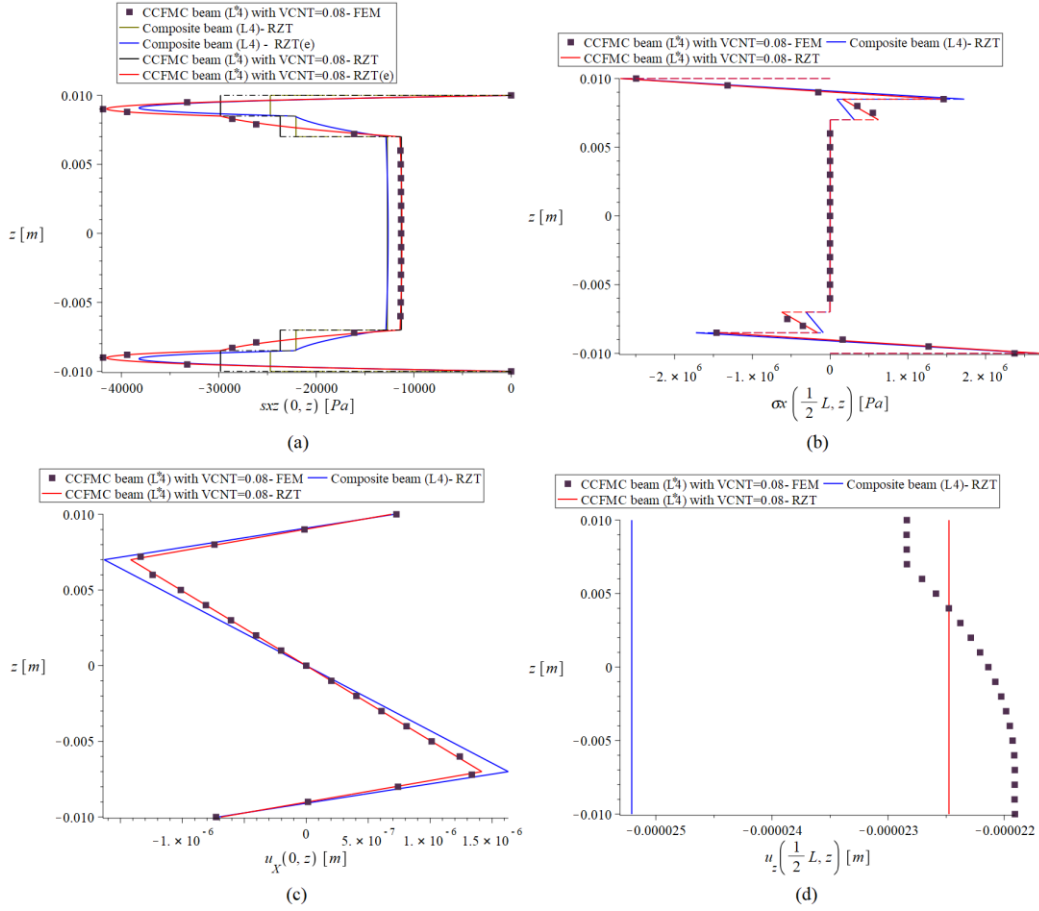 CCFMC beam (L*4) with VCNT=0.08- FEM
Composite beam (L4)- RZT
Composite beam (L4) - RZT(e)
CCFMC beam (L*4) with VCNT=0.08-RZT
CCFMC beam (L*4) with VCNT=0.08-RZT(e)
0.010
0.005
z [m]
0
−0.005
−0.010
−40000 −30000 −20000 −10000 0
sxz (0, z) [Pa]
(a)
CCFMC beam (L*4) with VCNT=0.08- FEM Composite beam (L4)- RZT
CCFMC beam (L*4) with VCNT=0.08- RZT
0.010
0.005
z [m]
0
−0.005
−0.010
−2. × 10^6 −1. × 10^6 0 1. × 10^6 2. × 10^6
σx (1/2 L, z) [Pa]
(b)
CCFMC beam (L*4) with VCNT=0.08- FEM Composite beam (L4)- RZT
CCFMC beam (L*4) with VCNT=0.08- RZT
0.010
0.005
z [m]
0
−0.005
−0.010
−1. × 10^-6 0 5. × 10^-7 1. × 10^-6 1.5 × 10^-6
u_X (0, z) [m]
(c)
CCFMC beam (L*4) with VCNT=0.08- FEM Composite beam (L4)- RZT
CCFMC beam (L*4) with VCNT=0.08- RZT
0.010
0.005
z [m]
0
−0.005
−0.010
−0.000025 −0.000024 −0.000023 −0.000022
u_z (1/2 L, z) [m]
(d)